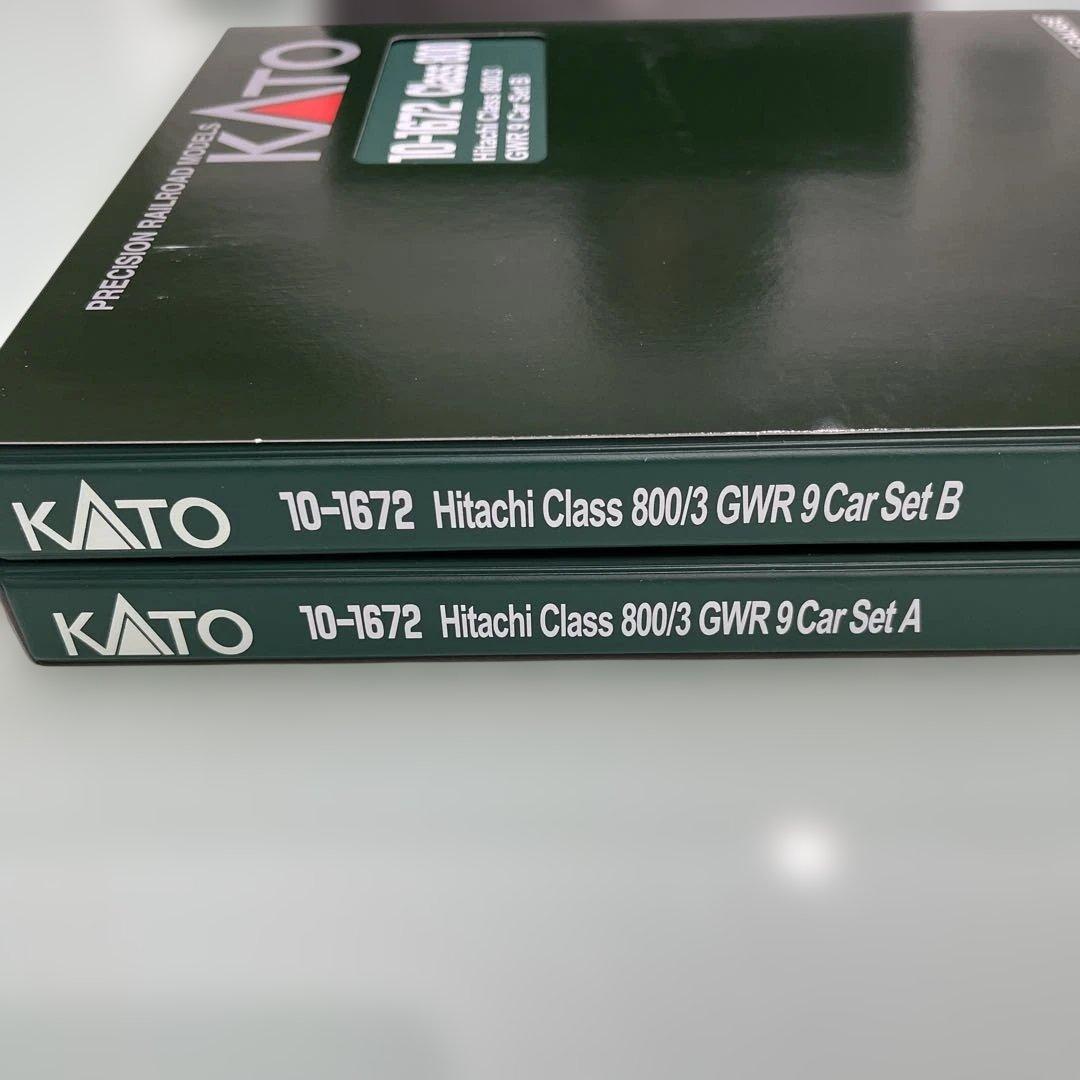 KATO
PRECISION RAILROAD MODELS
10-1672 Class 800
Hitachi Class 800/3
GWR 9 Car Set B
KATO 10-1672 Hitachi Class 800/3 GWR 9 Car Set B
KATO 10-1672 Hitachi Class 800/3 GWR 9 Car Set A